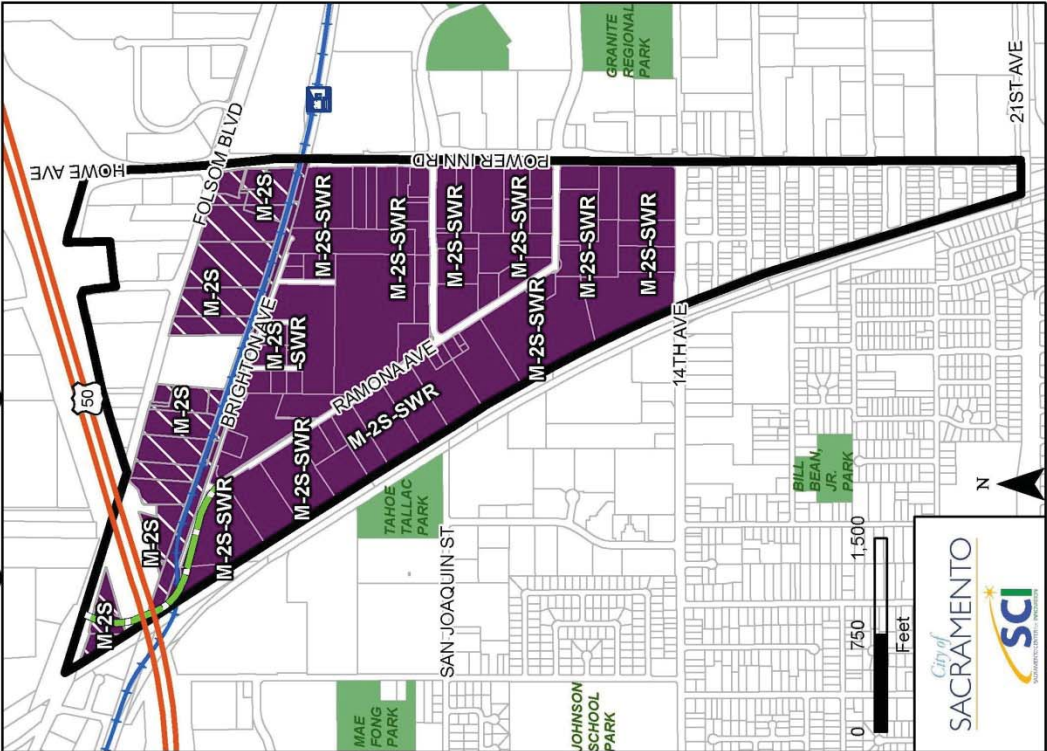 HOWE AVE
50
FOLSOM BLVD
M-2S
M-2S
M-2S
M-2S
M-2S
BRIGHTON AVE
POWER INN RD
GRANITE
REGIONAL
PARK
M-2S-SWR
M-2S
-SWR
M-2S-SWR
M-2S-SWR
M-2S-SWR
M-2S-SWR
RAMONA AVE
M-2S-SWR
M-2S-SWR
M-2S-SWR
M-2S-SWR
M-2S-SWR
TAHOE
TALLAC
PARK
SAN JOAQUIN ST
14TH AVE
MAE
FONG
PARK
JOHNSON
SCHOOL
PARK
BILL
BEAN,
JR.
PARK
21ST AVE
N
0 750 1,500
Feet
City of
SACRAMENTO
SCI